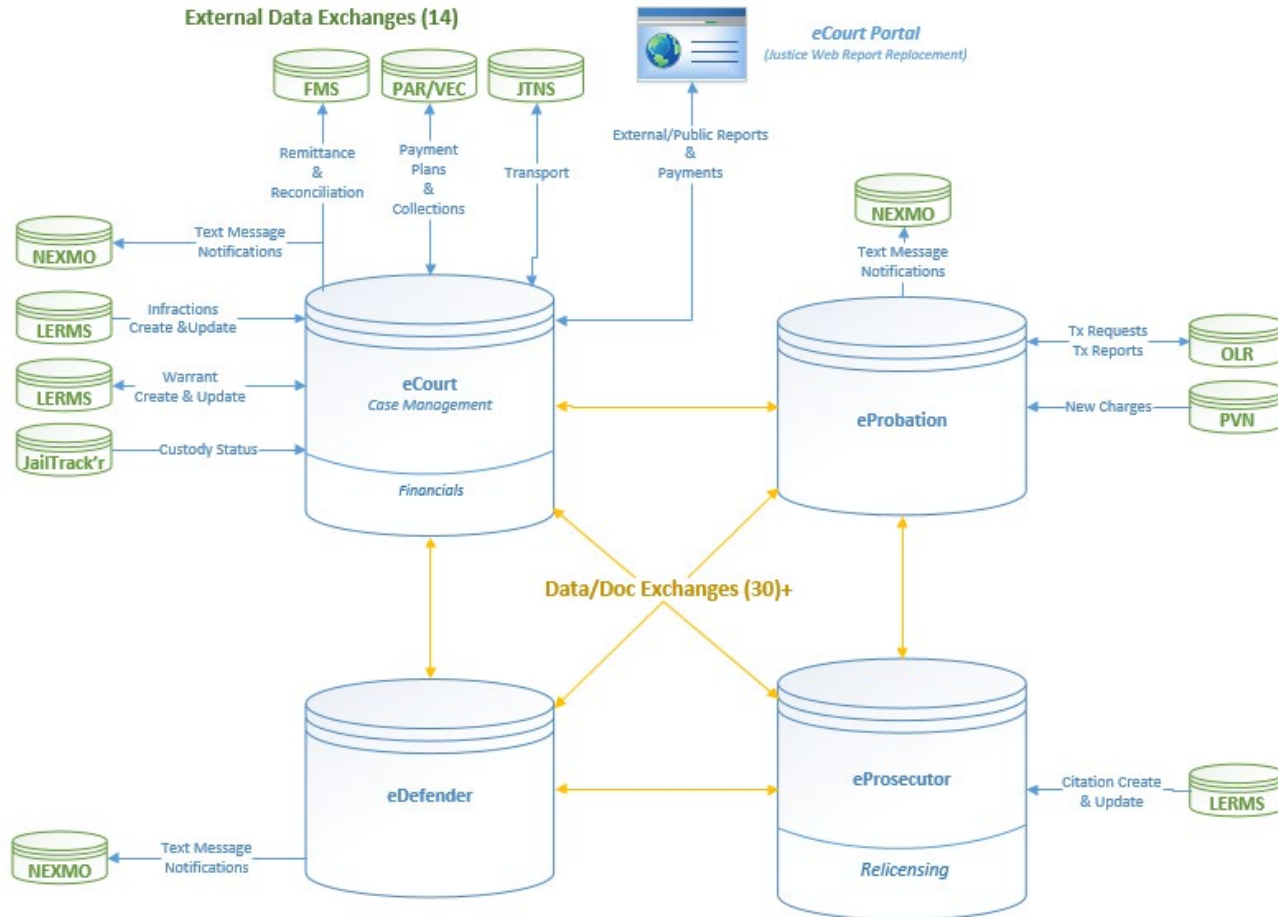 External Data Exchanges (14)
eCourt Portal
(Justice Web Report Replacement)
FMS
PAR/VEC
JTNS
Remittance
&
Reconciliation
Payment
Plans
&
Collections
Transport
External/Public Reports
&
Payments
NEXMO
Text Message
Notifications
NEXMO
Text Message
Notifications
LERMS
Infractions
Create &Update
LERMS
Warrant
Create & Update
JailTrack'r
Custody Status
eCourt
Case Management
Financials
eProbation
Tx Requests
Tx Reports
OLR
New Charges
PVN
Data/Doc Exchanges (30)+
eDefender
NEXMO
Text Message
Notifications
eProsecutor
Relicensing
Citation Create
& Update
LERMS